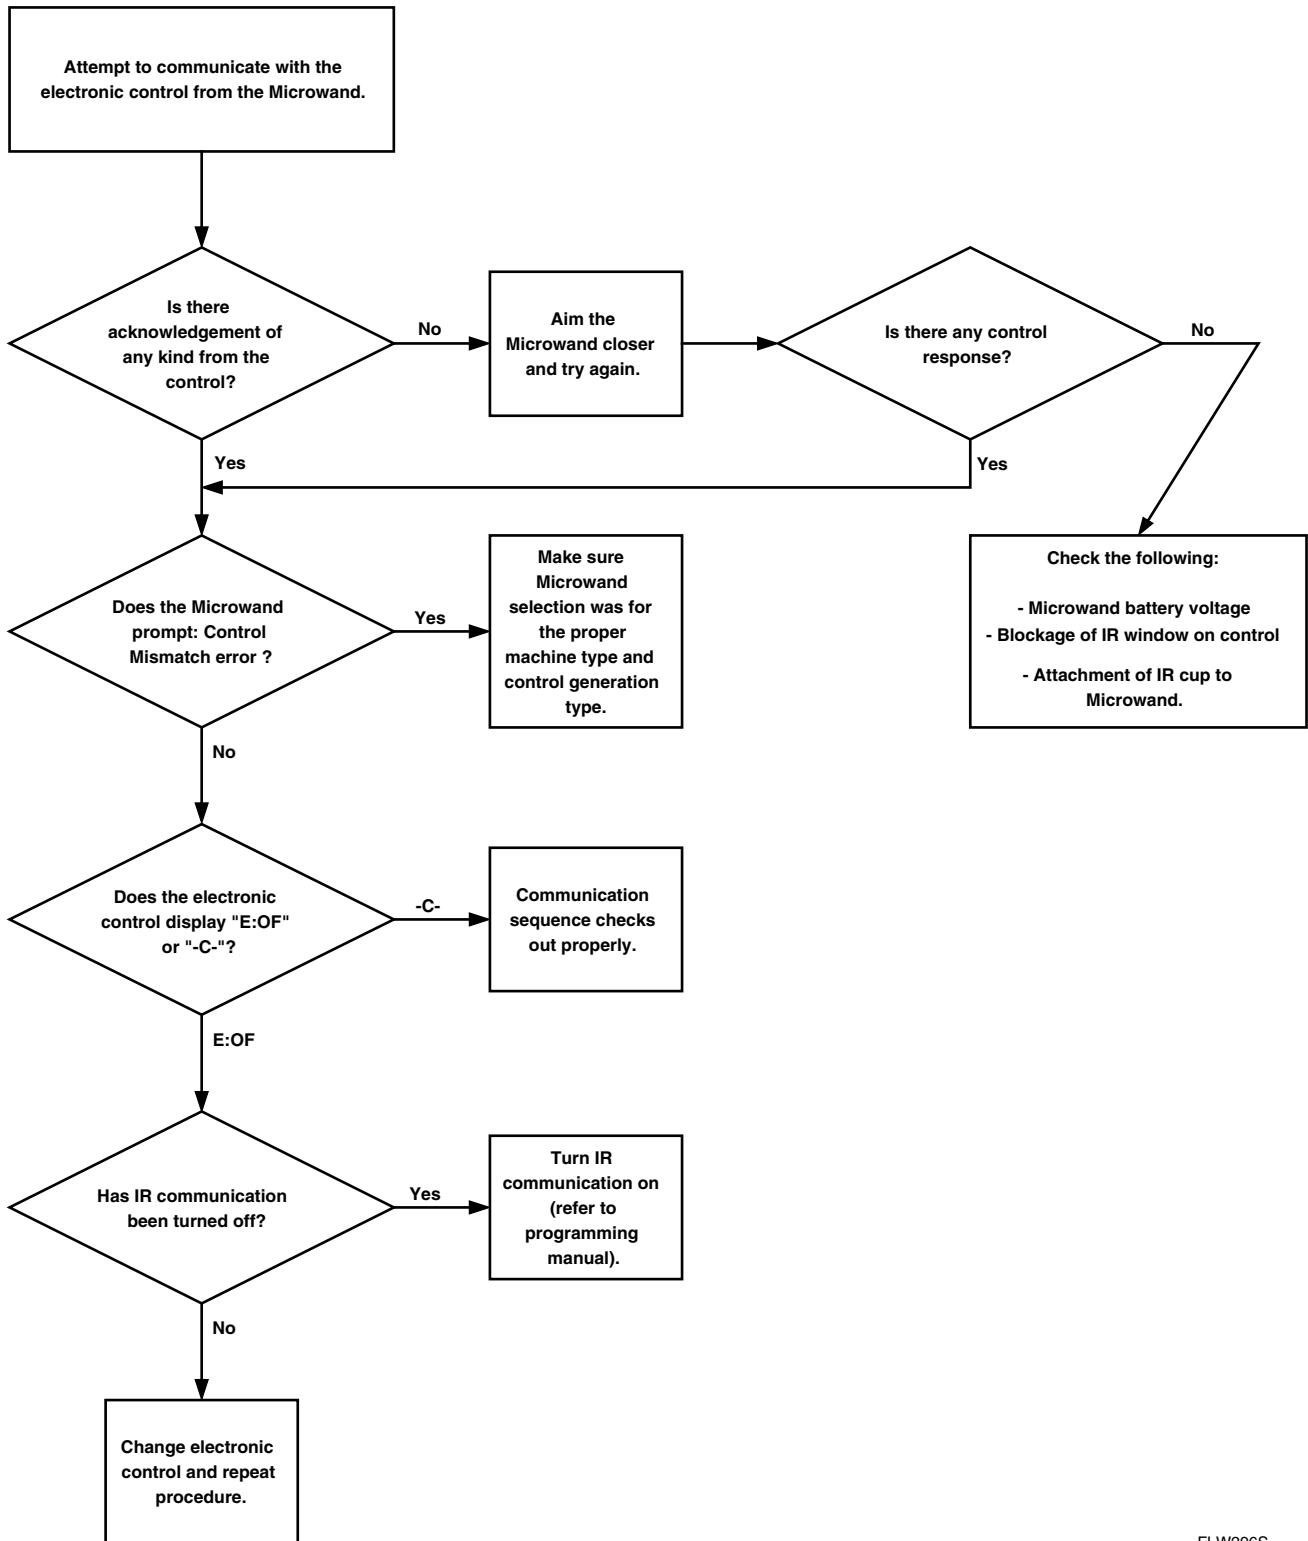 Attempt to communicate with the
electronic control from the Microwand.
Is there
acknowledgement of
any kind from the
control?
No
Aim the
Microwand closer
and try again.
Is there any control
response?
No
Yes
Yes
Check the following:
- Microwand battery voltage
- Blockage of IR window on control
- Attachment of IR cup to
Microwand.
Does the Microwand
prompt: Control
Mismatch error ?
Yes
Make sure
Microwand
selection was for
the proper
machine type and
control generation
type.
No
Does the electronic
control display "E:OF"
or "-C-"?
-C-
Communication
sequence checks
out properly.
E:OF
Has IR communication
been turned off?
Yes
Turn IR
communication on
(refer to
programming
manual).
No
Change electronic
control and repeat
procedure.